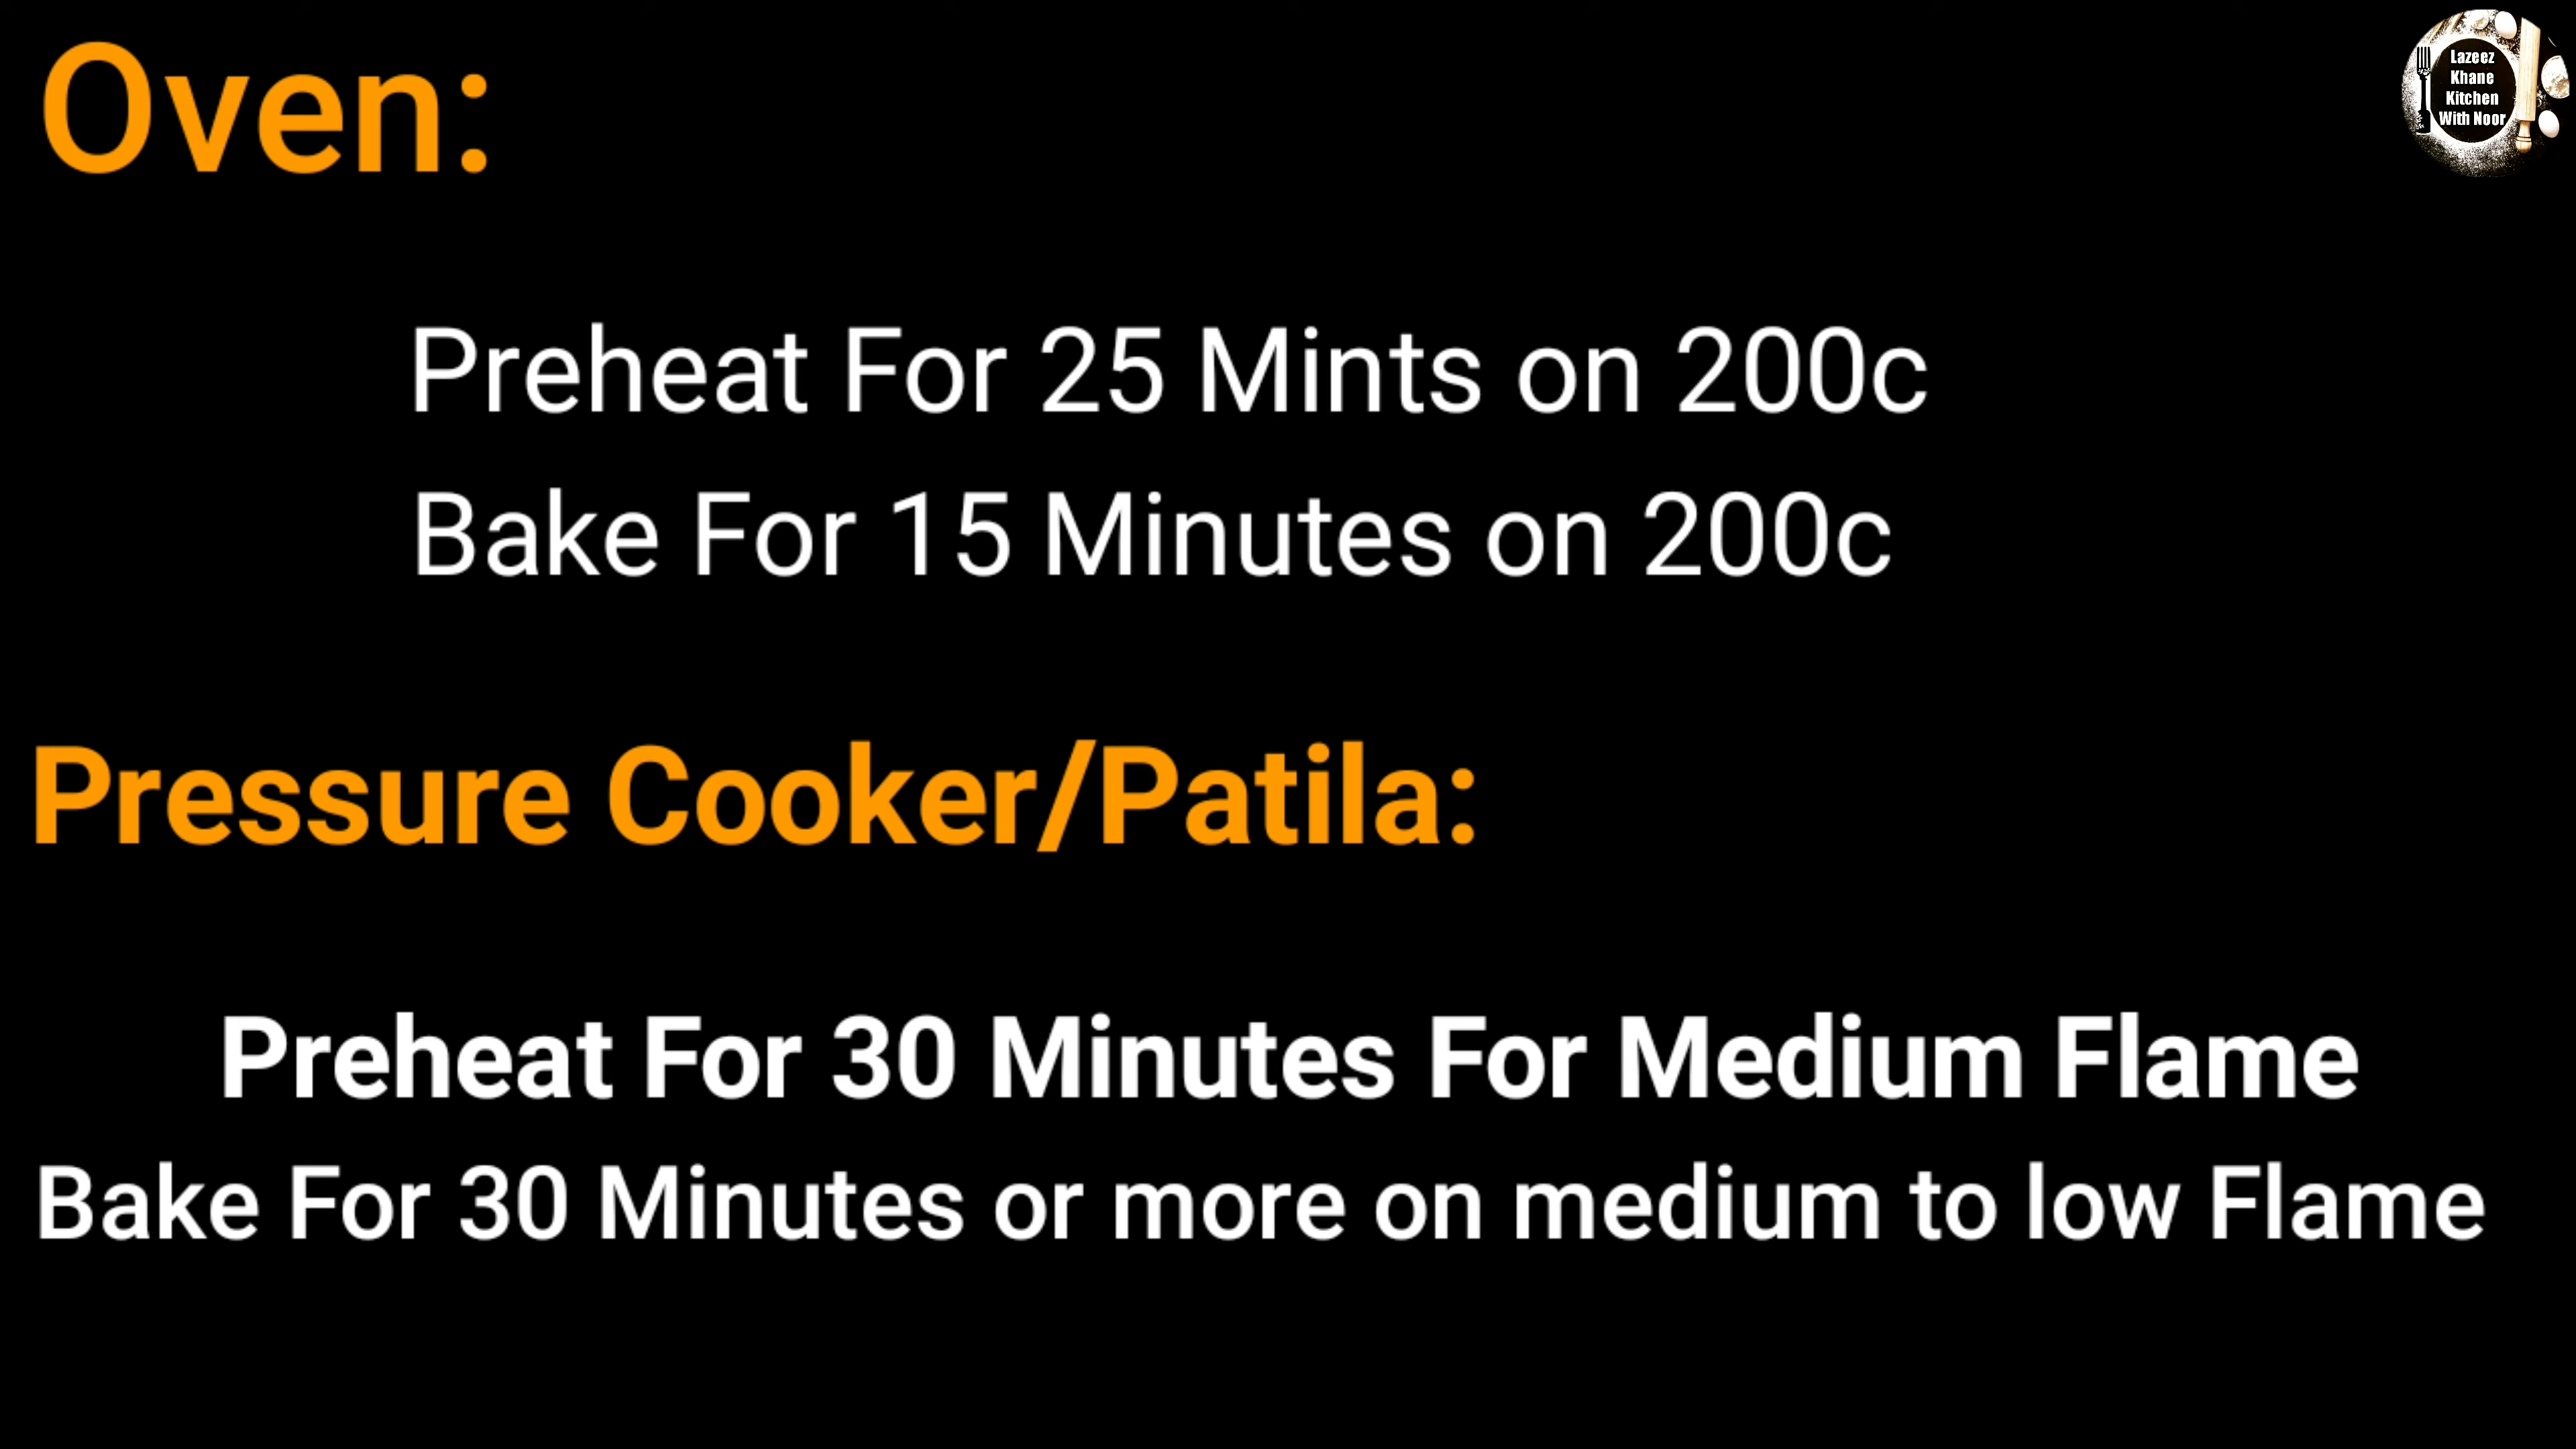 Oven:
Lazeez
Khane
Kitchen
With Noor
Preheat For 25 Mints on 200c
Bake For 15 Minutes on 200c
Pressure Cooker/Patila:
Preheat For 30 Minutes For Medium Flame
Bake For 30 Minutes or more on medium to low Flame